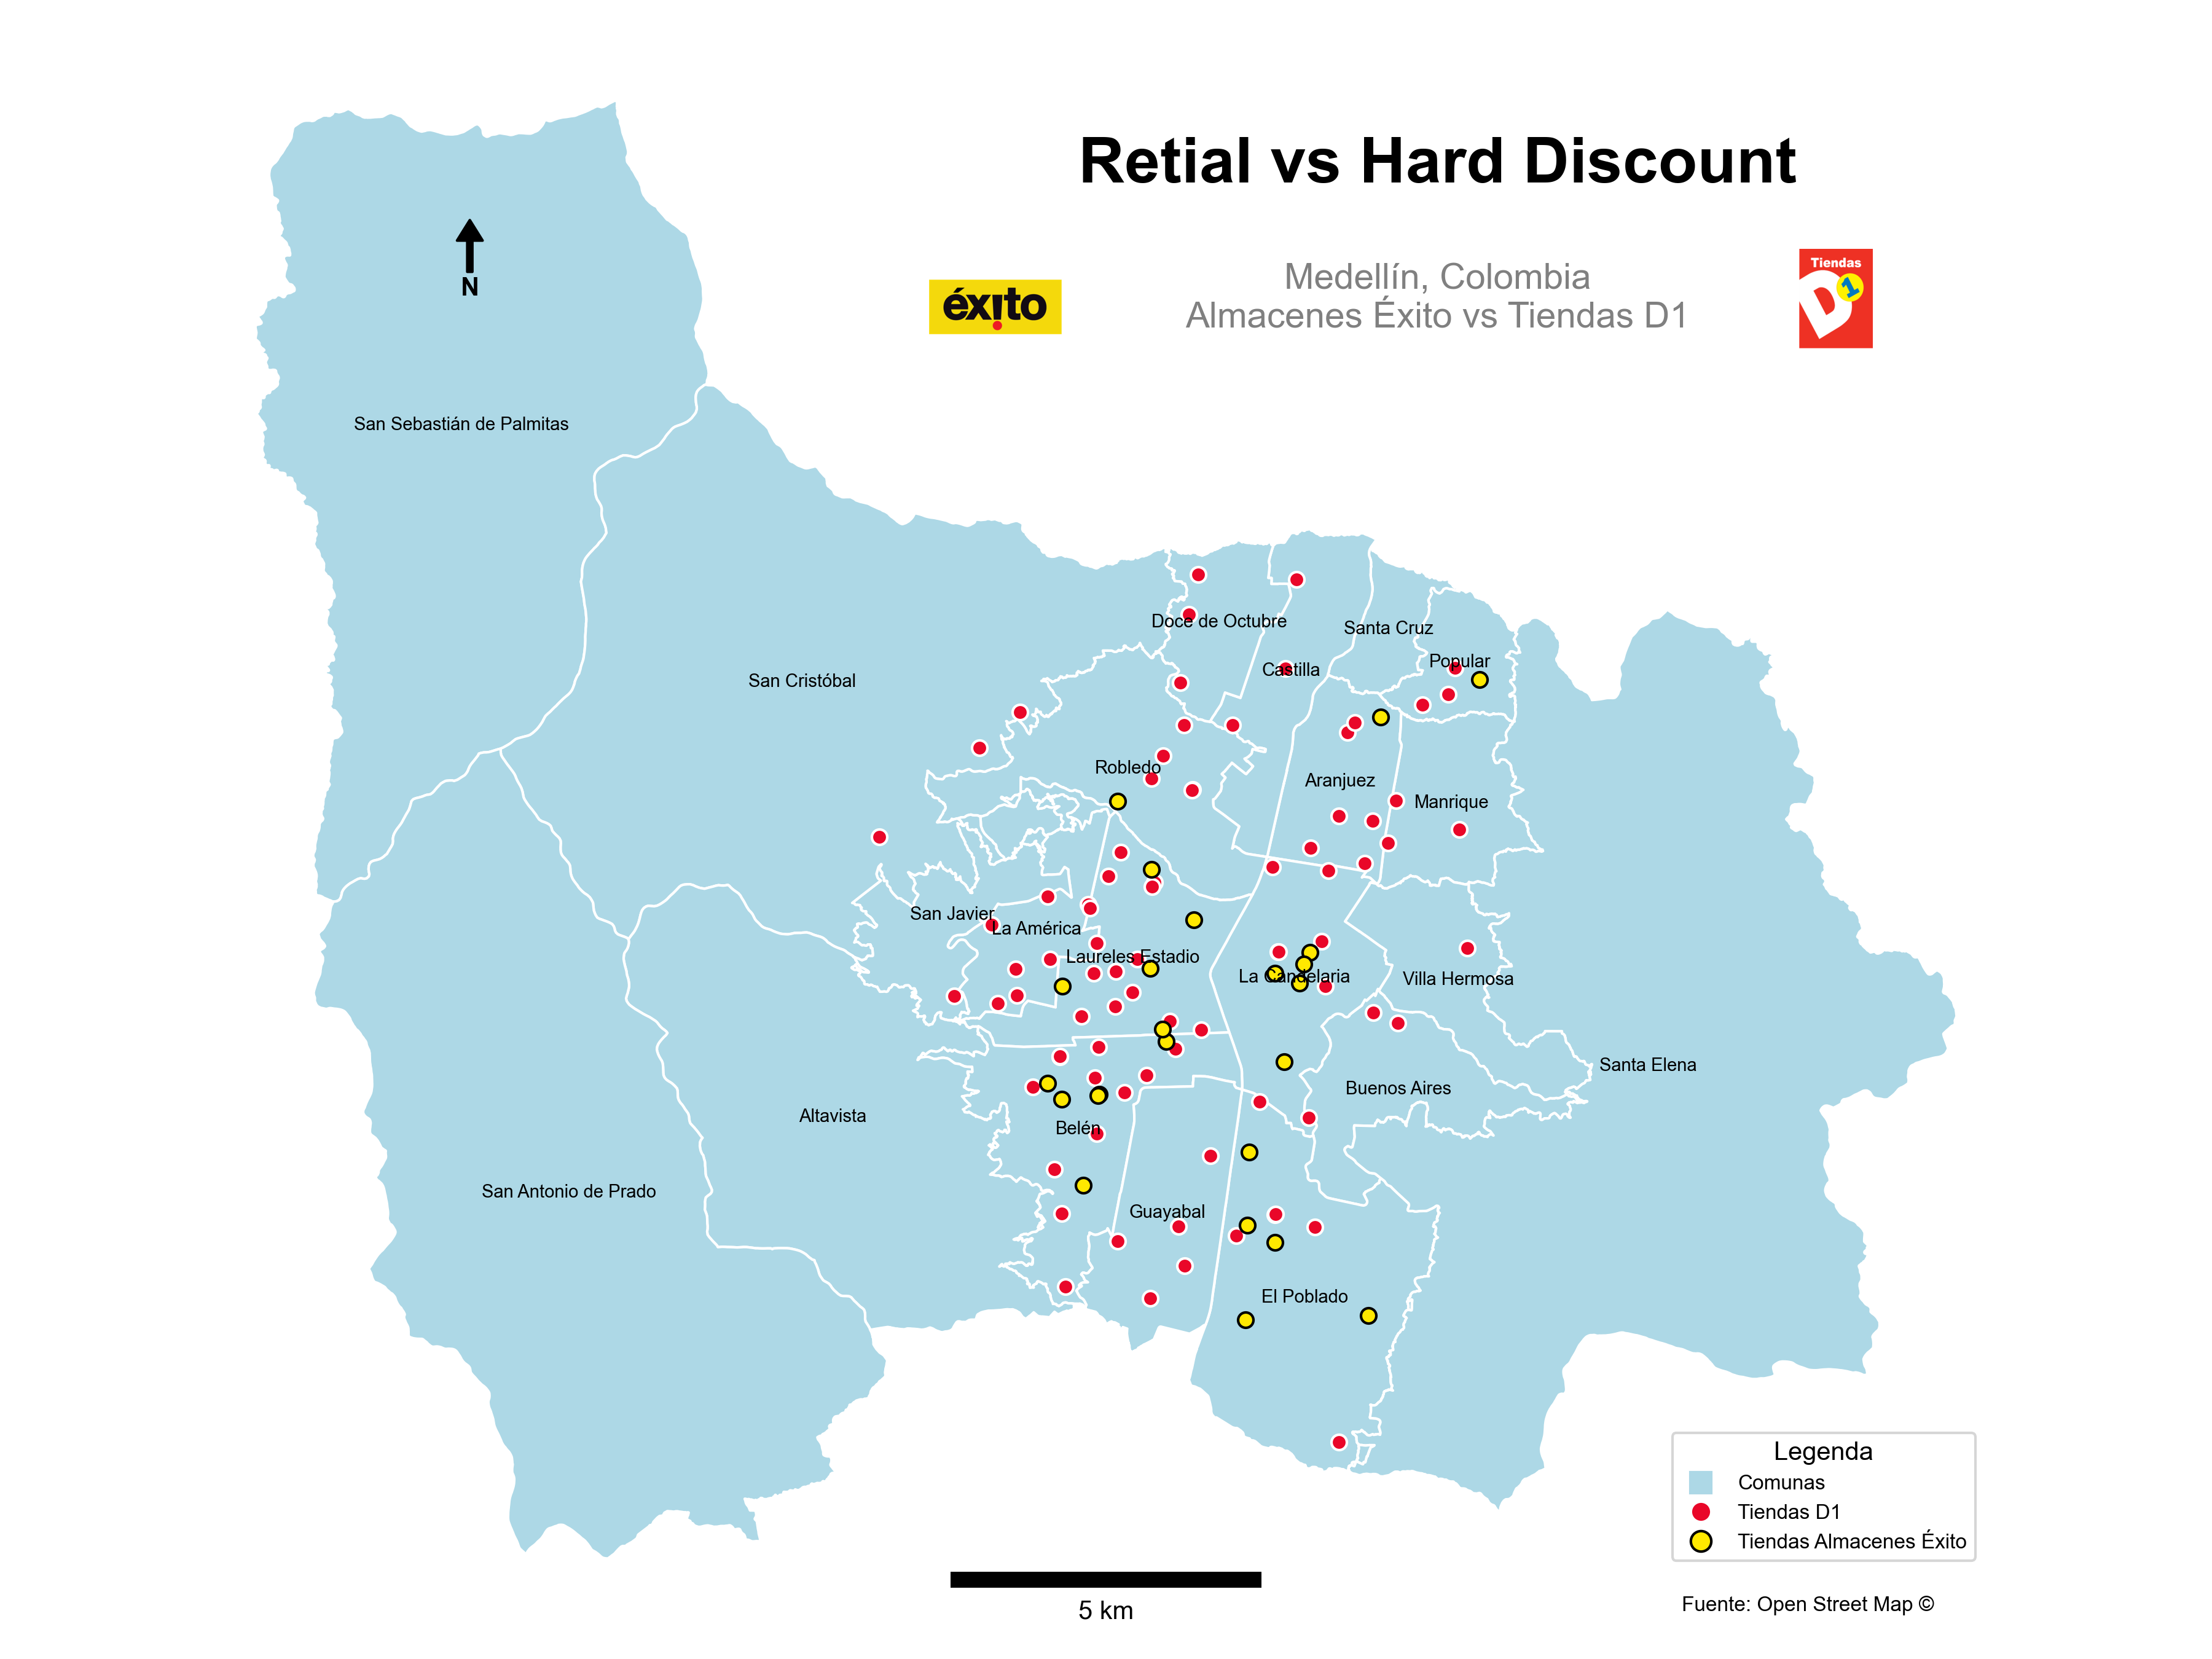 Retial vs Hard Discount
Medellín, Colombia
Almacenes Éxito vs Tiendas D1
éxito
Tiendas
D1
N
San Sebastián de Palmitas
Doce de Octubre
Santa Cruz
Popular
Castilla
San Cristóbal
Robledo
Aranjuez
Manrique
San Javier
La América
Laureles Estadio
La Candelaria
Villa Hermosa
Santa Elena
Buenos Aires
Altavista
Belén
San Antonio de Prado
Guayabal
El Poblado
Legenda
Comunas
Tiendas D1
Tiendas Almacenes Éxito
5 km
Fuente: Open Street Map ©